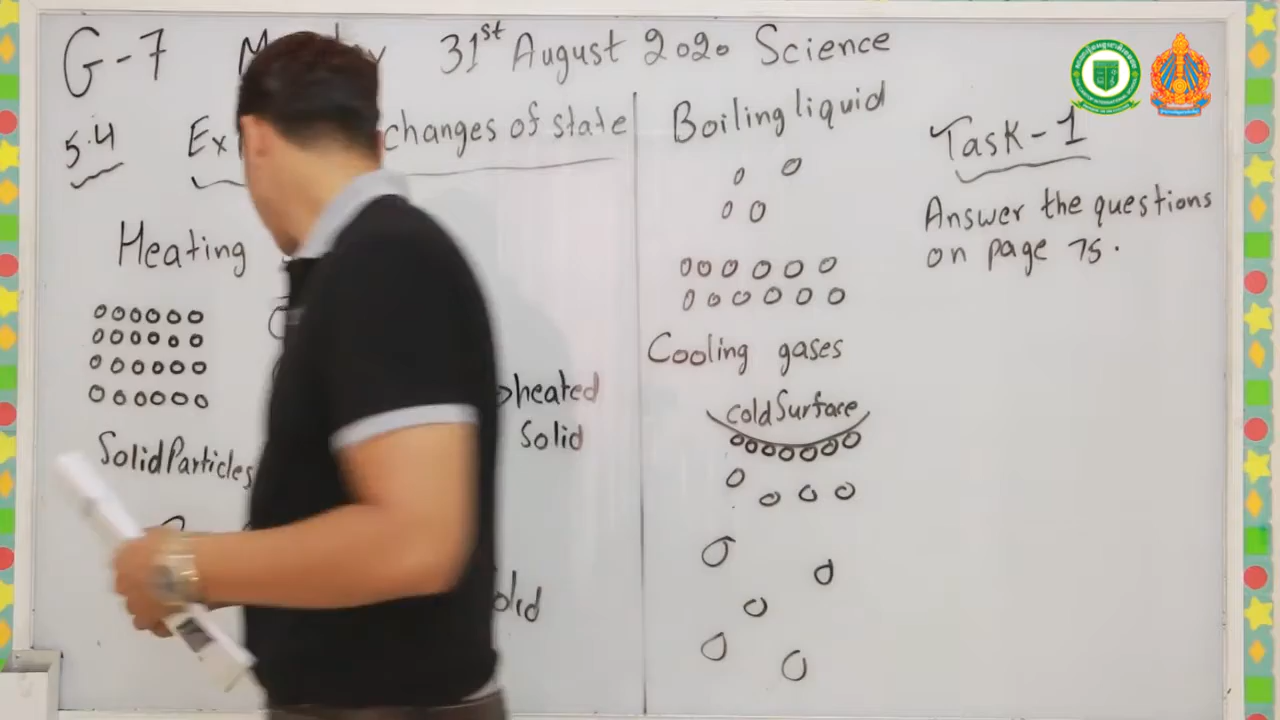 G-7 31st August 2020 Science
5.4 Ex changes of state
Heating
Solid Particles
heated
Solid
Boiling liquid
Cooling gases
cold Surface
Task-1
Answer the questions
on page 75.